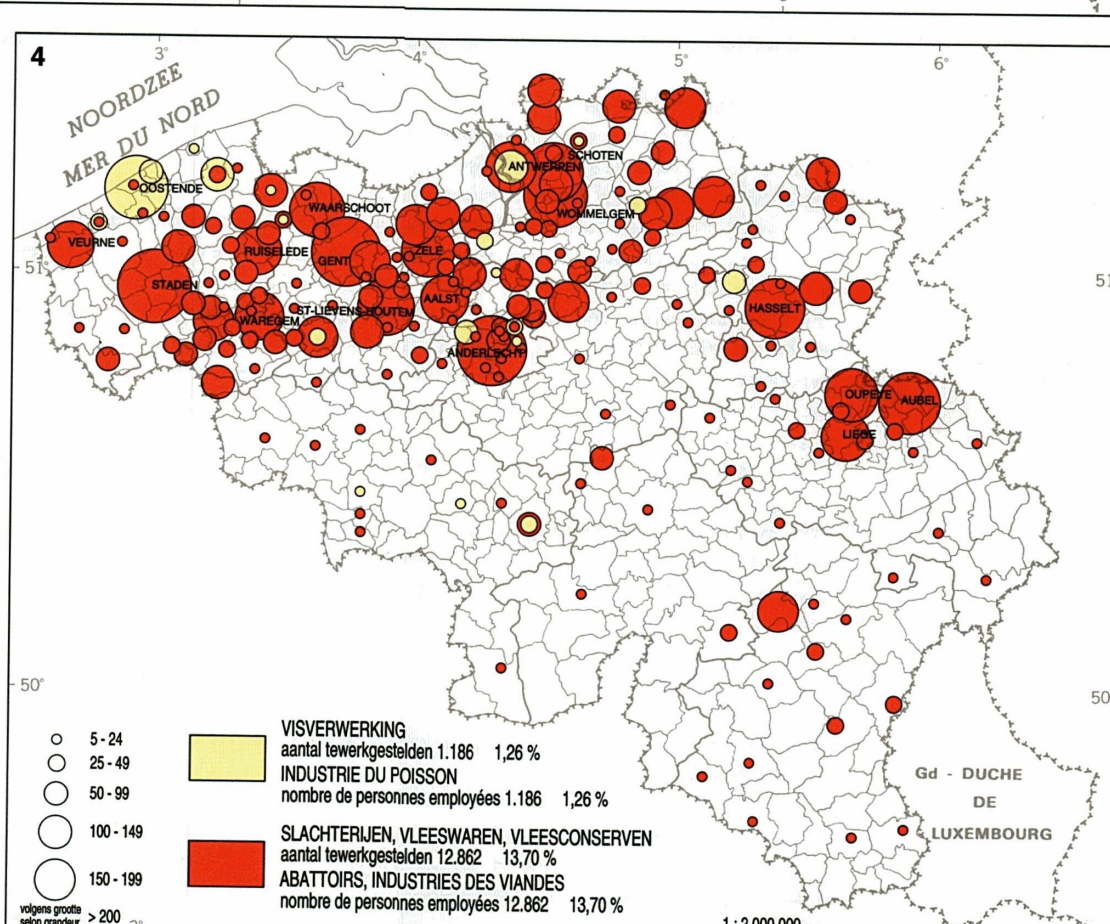 4
3°
4°
5°
6°
NOORDZEE
MER DU NORD
OOSTENDE
ANTWERPEN
SCHOTEN
WAARSCHOOT
WOMMELGEM
VEURNE
RUISELEDE
GENT
ZELE
51°
51
STADEN
AALST
HASSELT
WAREGEM
ST-LIEVENS-HOUTEM
ANDERLECHT
OUPEYE
AUBEL
LIEGE
50°
50
Gd - DUCHE
DE
LUXEMBOURG
5 - 24
25 - 49
50 - 99
100 - 149
150 - 199
volgens grootte
selon grandeur
> 200
VISVERWERKING
aantal tewerkgestelden 1.186 1,26 %
INDUSTRIE DU POISSON
nombre de personnes employées 1.186 1,26 %
SLACHTERIJEN, VLEESWAREN, VLEESCONSERVEN
aantal tewerkgestelden 12.862 13,70 %
ABATTOIRS, INDUSTRIES DES VIANDES
nombre de personnes employées 12.862 13,70 %
1 : 2 000 000